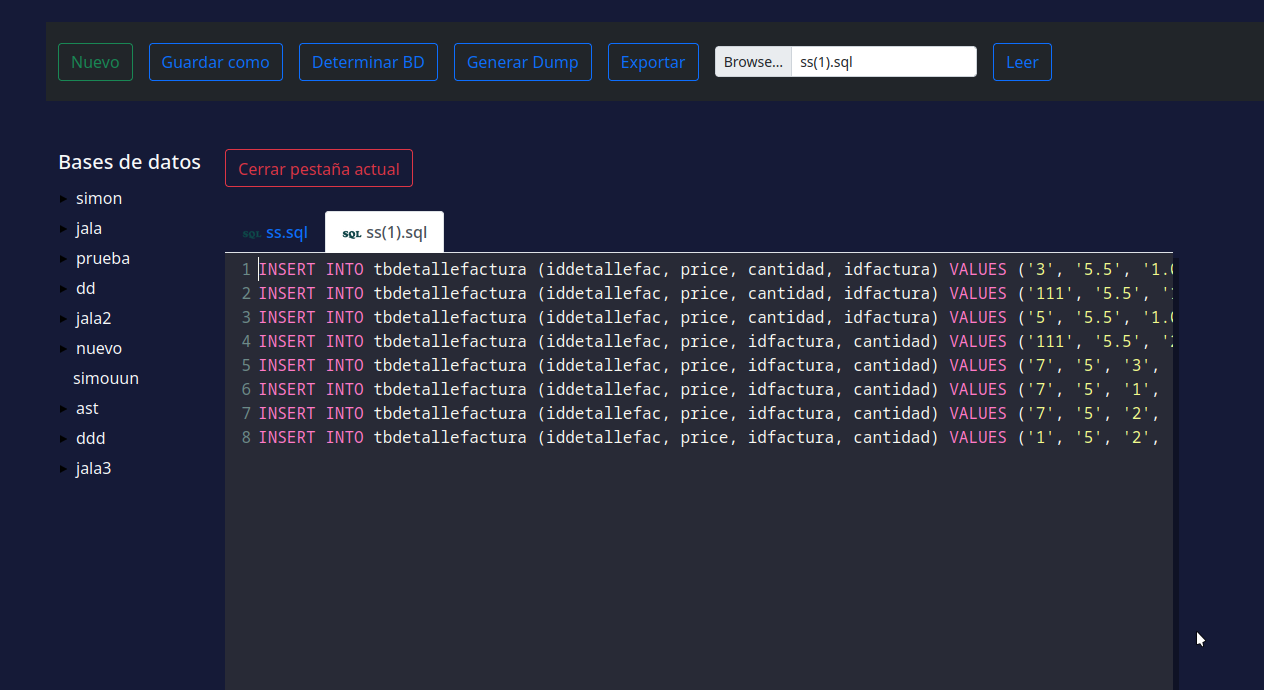 Nuevo Guardar como Determinar BD Generar Dump Exportar Browse... ss(1).sql Leer
Bases de datos
simon
jala
prueba
dd
jala2
nuevo
simouun
ast
ddd
jala3
Cerrar pestaña actual
SQL ss.sql SQL ss(1).sql
1 INSERT INTO tbdetallefactura (iddetallefac, price, cantidad, idfactura) VALUES ('3', '5.5', '1.0
2 INSERT INTO tbdetallefactura (iddetallefac, price, cantidad, idfactura) VALUES ('111', '5.5', '1
3 INSERT INTO tbdetallefactura (iddetallefac, price, cantidad, idfactura) VALUES ('5', '5.5', '1.0
4 INSERT INTO tbdetallefactura (iddetallefac, price, idfactura, cantidad) VALUES ('111', '5.5', '2
5 INSERT INTO tbdetallefactura (iddetallefac, price, idfactura, cantidad) VALUES ('7', '5', '3',
6 INSERT INTO tbdetallefactura (iddetallefac, price, idfactura, cantidad) VALUES ('7', '5', '1',
7 INSERT INTO tbdetallefactura (iddetallefac, price, idfactura, cantidad) VALUES ('7', '5', '2',
8 INSERT INTO tbdetallefactura (iddetallefac, price, idfactura, cantidad) VALUES ('1', '5', '2',